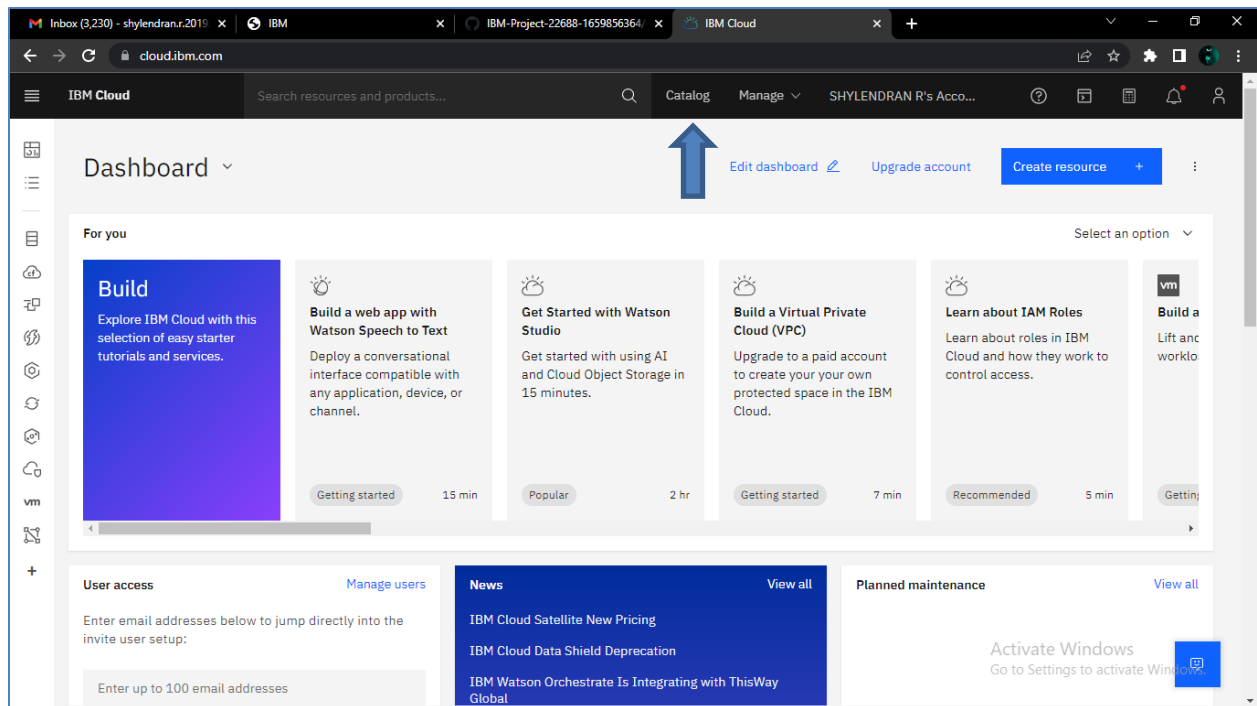 Inbox (3,230) - shylendran.r.2019
IBM
IBM-Project-22688-1659856364/
IBM Cloud
cloud.ibm.com
IBM Cloud
Search resources and products...
Catalog
Manage
SHYLENDRAN R's Acco...
Dashboard
Edit dashboard
Upgrade account
Create resource +
For you
Select an option
Build
Explore IBM Cloud with this
selection of easy starter
tutorials and services.
Build a web app with
Watson Speech to Text
Deploy a conversational
interface compatible with
any application, device, or
channel.
Getting started
15 min
Get Started with Watson
Studio
Get started with using AI
and Cloud Object Storage in
15 minutes.
Popular
2 hr
Build a Virtual Private
Cloud (VPC)
Upgrade to a paid account
to create your your own
protected space in the IBM
Cloud.
Getting started
7 min
Learn about IAM Roles
Learn about roles in IBM
Cloud and how they work to
control access.
Recommended
5 min
vm
Build a
Lift and
worklo
Getting
vm
User access
Manage users
Enter email addresses below to jump directly into the
invite user setup:
Enter up to 100 email addresses
News
View all
IBM Cloud Satellite New Pricing
IBM Cloud Data Shield Deprecation
IBM Watson Orchestrate Is Integrating with ThisWay
Global
Planned maintenance
View all
Activate Windows
Go to Settings to activate Windows.